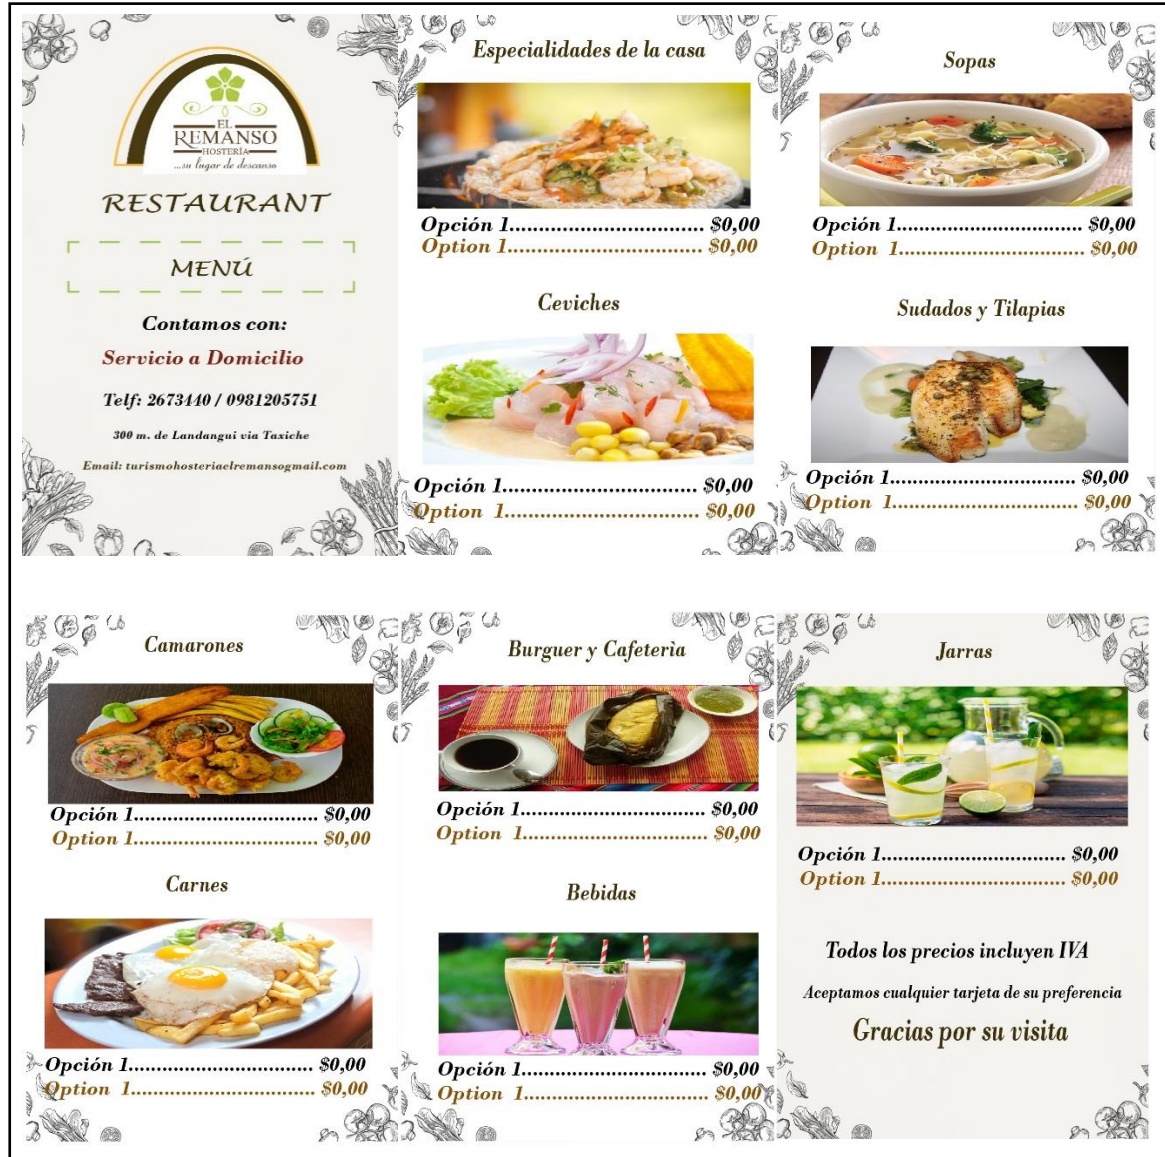 EL
REMANSO
HOSTERÍA
...su lugar de descanso
RESTAURANT
MENÚ
Contamos con:
Servicio a Domicilio
Telf: 2673440 / 0981205751
300 m. de Landangui via Taxiche
Email: turismohosteriaelremansogmail.com
Especialidades de la casa
Opción 1.................................. $0,00
Option 1.................................. $0,00
Ceviches
Opción 1.................................. $0,00
Option 1.................................. $0,00
Sopas
Opción 1................................ $0,00
Option 1................................ $0,00
Sudados y Tilapias
Opción 1................................ $0,00
Option 1................................ $0,00
Camarones
Opción 1................................ $0,00
Option 1................................ $0,00
Carnes
Opción 1................................ $0,00
Option 1................................ $0,00
Burguer y Cafeterìa
Opción 1................................ $0,00
Option 1................................ $0,00
Bebidas
Opción 1................................ $0,00
Option 1................................ $0,00
Jarras
Opción 1................................ $0,00
Option 1................................ $0,00
Todos los precios incluyen IVA
Aceptamos cualquier tarjeta de su preferencia
Gracias por su visita